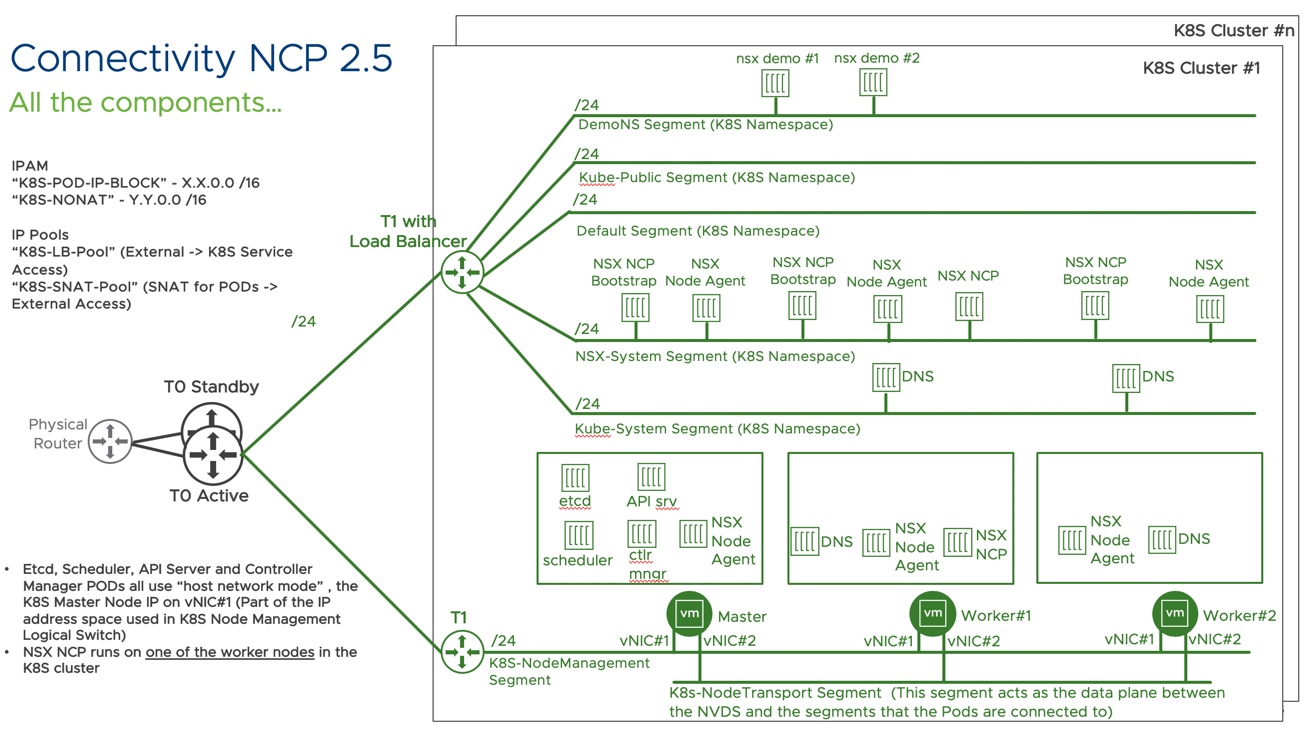 Connectivity NCP 2.5
All the components...
IPAM
“K8S-POD-IP-BLOCK” - X.X.0.0 /16
“K8S-NONAT” - Y.Y.0.0 /16
IP Pools
“K8S-LB-Pool” (External -> K8S Service
Access)
“K8S-SNAT-Pool” (SNAT for PODs ->
External Access)
/24
T0 Standby
Physical
Router
T0 Active
• Etcd, Scheduler, API Server and Controller
Manager PODs all use “host network mode” , the
K8S Master Node IP on vNIC#1 (Part of the IP
address space used in K8S Node Management
Logical Switch)
• NSX NCP runs on one of the worker nodes in the
K8S cluster
K8S Cluster #n
K8S Cluster #1
nsx demo #1
nsx demo #2
/24
DemoNS Segment (K8S Namespace)
/24
Kube-Public Segment (K8S Namespace)
/24
Default Segment (K8S Namespace)
T1 with
Load Balancer
NSX NCP
Bootstrap
NSX
Node Agent
NSX NCP
Bootstrap
NSX
Node Agent
NSX NCP
NSX NCP
Bootstrap
NSX
Node Agent
/24
NSX-System Segment (K8S Namespace)
DNS
DNS
/24
Kube-System Segment (K8S Namespace)
etcd
API srv
scheduler
ctlr
mngr
NSX
Node
Agent
DNS
NSX
Node
Agent
NSX
NCP
NSX
Node
Agent
DNS
T1
/24
K8S-NodeManagement
Segment
vm
Master
vNIC#1
vNIC#2
vm
Worker#1
vNIC#1
vNIC#2
vm
Worker#2
vNIC#1
vNIC#2
K8s-NodeTransport Segment (This segment acts as the data plane between
the NVDS and the segments that the Pods are connected to)